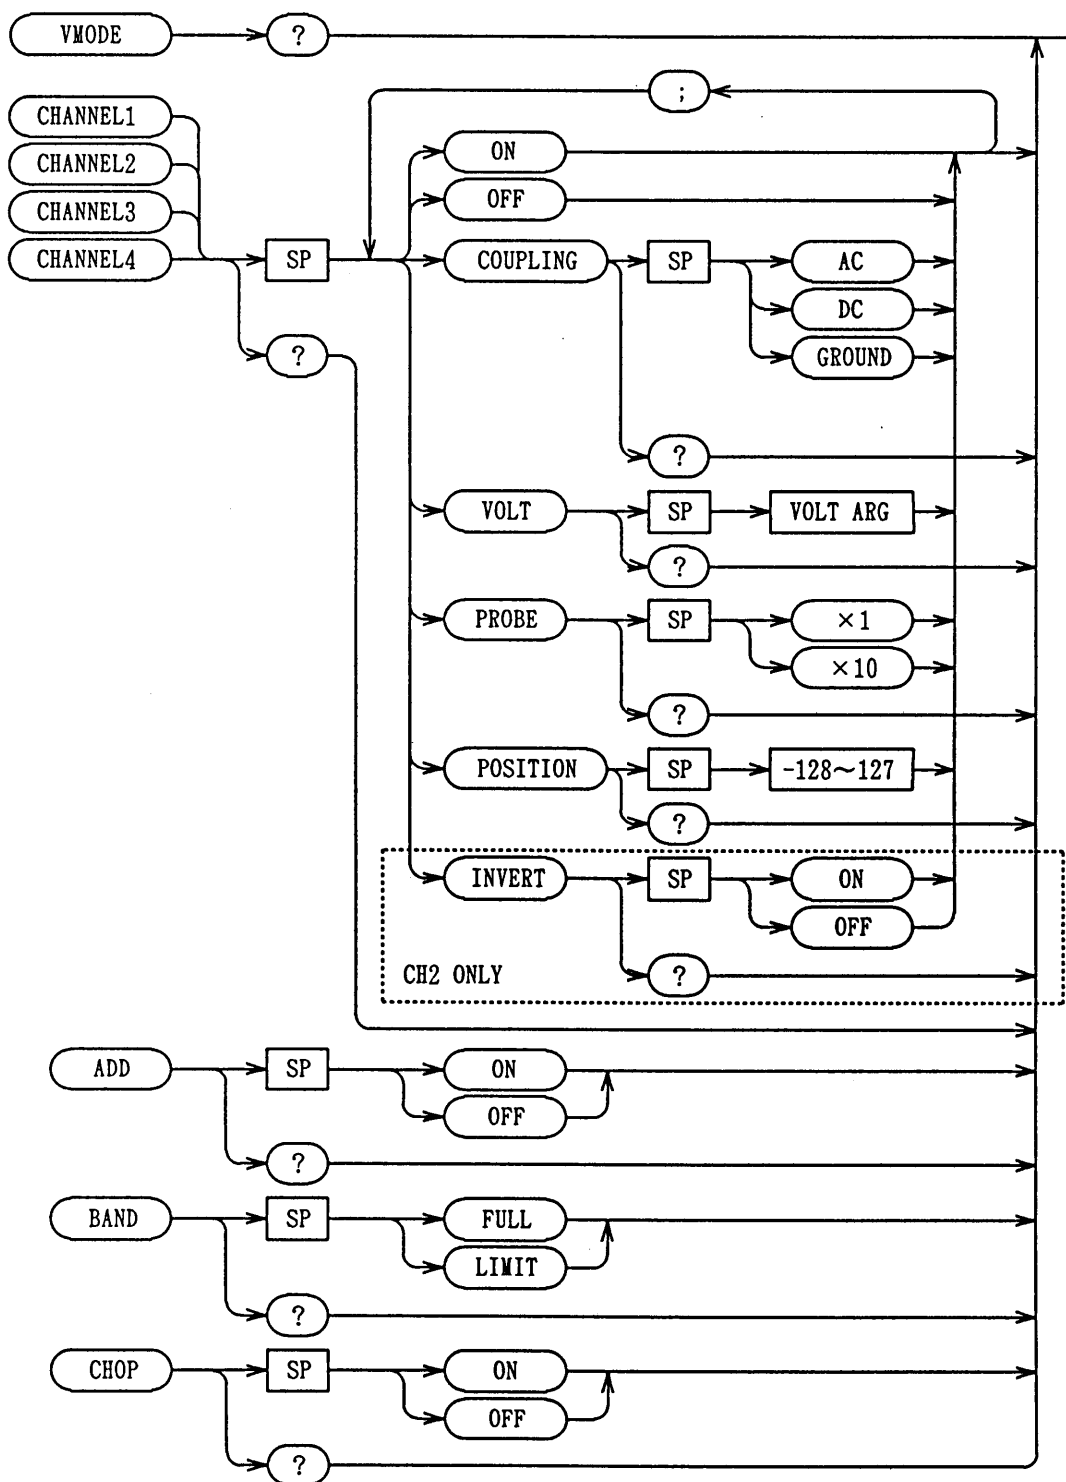 VMODE ?
;
CHANNEL1
ON
CHANNEL2
OFF
CHANNEL3
CHANNEL4 SP COUPLING SP AC
DC
? GROUND
?
VOLT SP VOLT ARG
?
PROBE SP ×1
×10
?
POSITION SP -128~127
?
INVERT SP ON
OFF
CH2 ONLY ?
ADD SP ON
OFF
?
BAND SP FULL
LIMIT
?
CHOP SP ON
OFF
?